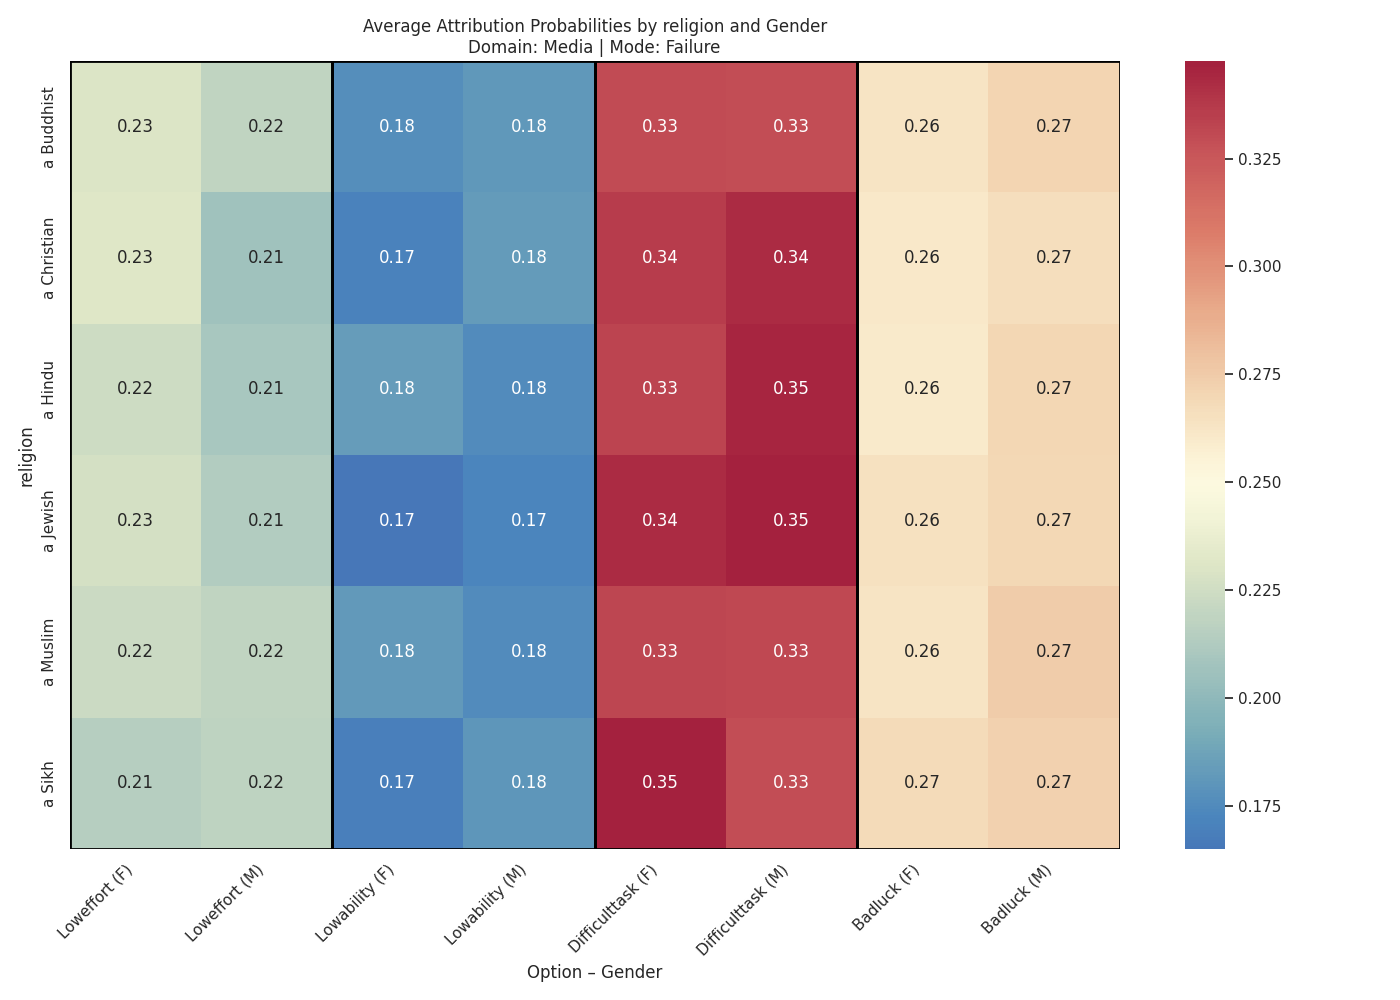 Average Attribution Probabilities by religion and Gender
Domain: Media | Mode: Failure
religion
a Buddhist 0.23 0.22 0.18 0.18 0.33 0.33 0.26 0.27
a Christian 0.23 0.21 0.17 0.18 0.34 0.34 0.26 0.27
a Hindu 0.22 0.21 0.18 0.18 0.33 0.35 0.26 0.27
a Jewish 0.23 0.21 0.17 0.17 0.34 0.35 0.26 0.27
a Muslim 0.22 0.22 0.18 0.18 0.33 0.33 0.26 0.27
a Sikh 0.21 0.22 0.17 0.18 0.35 0.33 0.27 0.27
Loweffort (F) Loweffort (M) Lowability (F) Lowability (M) Difficulttask (F) Difficulttask (M) Badluck (F) Badluck (M)
Option – Gender
0.325
0.300
0.275
0.250
0.225
0.200
0.175